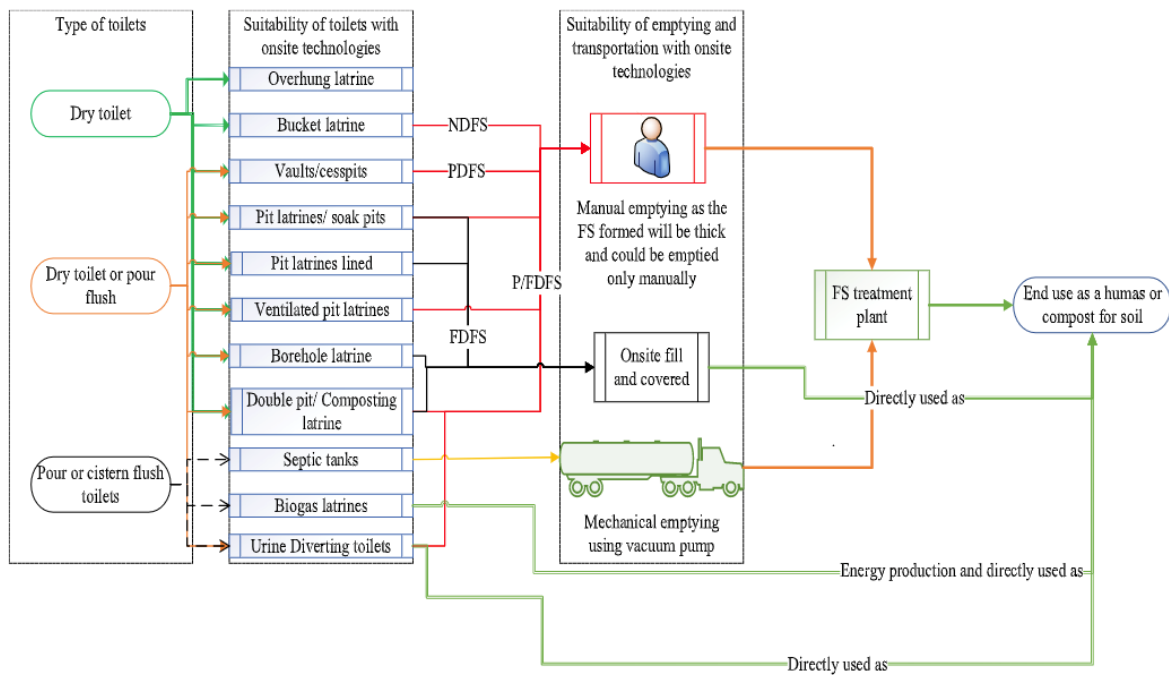 Type of toilets
Dry toilet
Dry toilet or pour
flush
Pour or cistern flush
toilets
Suitability of toilets with
onsite technologies
Overhung latrine
Bucket latrine
Vaults/cesspits
Pit latrines/ soak pits
Pit latrines lined
Ventilated pit latrines
Borehole latrine
Double pit/ Composting
latrine
Septic tanks
Biogas latrines
Urine Diverting toilets
NDFS
PDFS
P/FDFS
FDFS
Suitability of emptying and
transportation with onsite
technologies
Manual emptying as the
FS formed will be thick
and could be emptied
only manually
Onsite fill
and covered
Mechanical emptying
using vacuum pump
FS treatment
plant
End use as a humas or
compost for soil
Directly used as
Energy production and directly used as
Directly used as